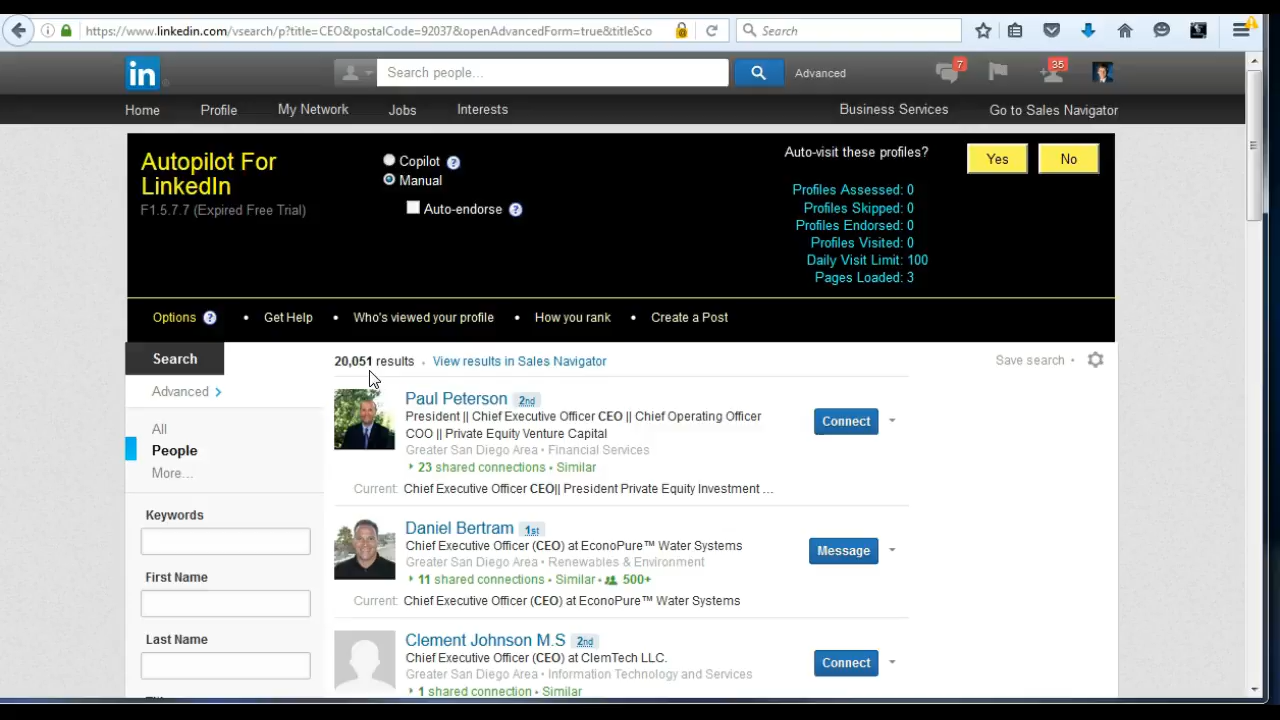 https://www.linkedin.com/vsearch/p?title=CEO&postalCode=92037&openAdvancedForm=true&titleSco
Search
in
Search people...
Advanced
7
35
Home
Profile
My Network
Jobs
Interests
Business Services
Go to Sales Navigator
Autopilot For
LinkedIn
F1.5.7.7 (Expired Free Trial)
Copilot ?
Manual
Auto-endorse ?
Auto-visit these profiles?
Yes
No
Profiles Assessed: 0
Profiles Skipped: 0
Profiles Endorsed: 0
Profiles Visited: 0
Daily Visit Limit: 100
Pages Loaded: 3
Options ? • Get Help • Who's viewed your profile • How you rank • Create a Post
Search
Advanced
All
People
More...
Keywords
First Name
Last Name
20,051 results • View results in Sales Navigator
Save search •
Paul Peterson 2nd
President || Chief Executive Officer CEO || Chief Operating Officer
COO || Private Equity Venture Capital
Greater San Diego Area • Financial Services
23 shared connections • Similar
Current: Chief Executive Officer CEO|| President Private Equity Investment ...
Connect
Daniel Bertram 1st
Chief Executive Officer (CEO) at EconoPure™ Water Systems
Greater San Diego Area • Renewables & Environment
11 shared connections • Similar • 500+
Current: Chief Executive Officer (CEO) at EconoPure™ Water Systems
Message
Clement Johnson M.S 2nd
Chief Executive Officer (CEO) at ClemTech LLC.
Greater San Diego Area • Information Technology and Services
1 shared connection • Similar
Connect